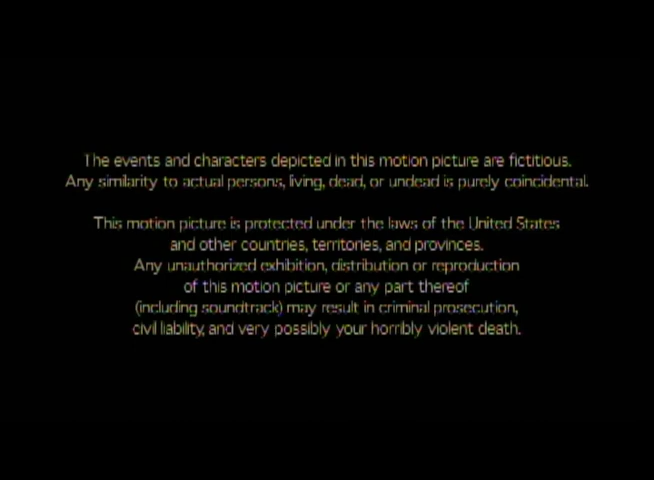 The events and characters depicted in this motion picture are fictitious.
Any similarity to actual persons, living, dead, or undead is purely coincidental.
This motion picture is protected under the laws of the United States
and other countries, territories, and provinces.
Any unauthorized exhibition, distribution or reproduction
of this motion picture or any part thereof
(including soundtrack) may result in criminal prosecution,
civil liability, and very possibly your horribly violent death.